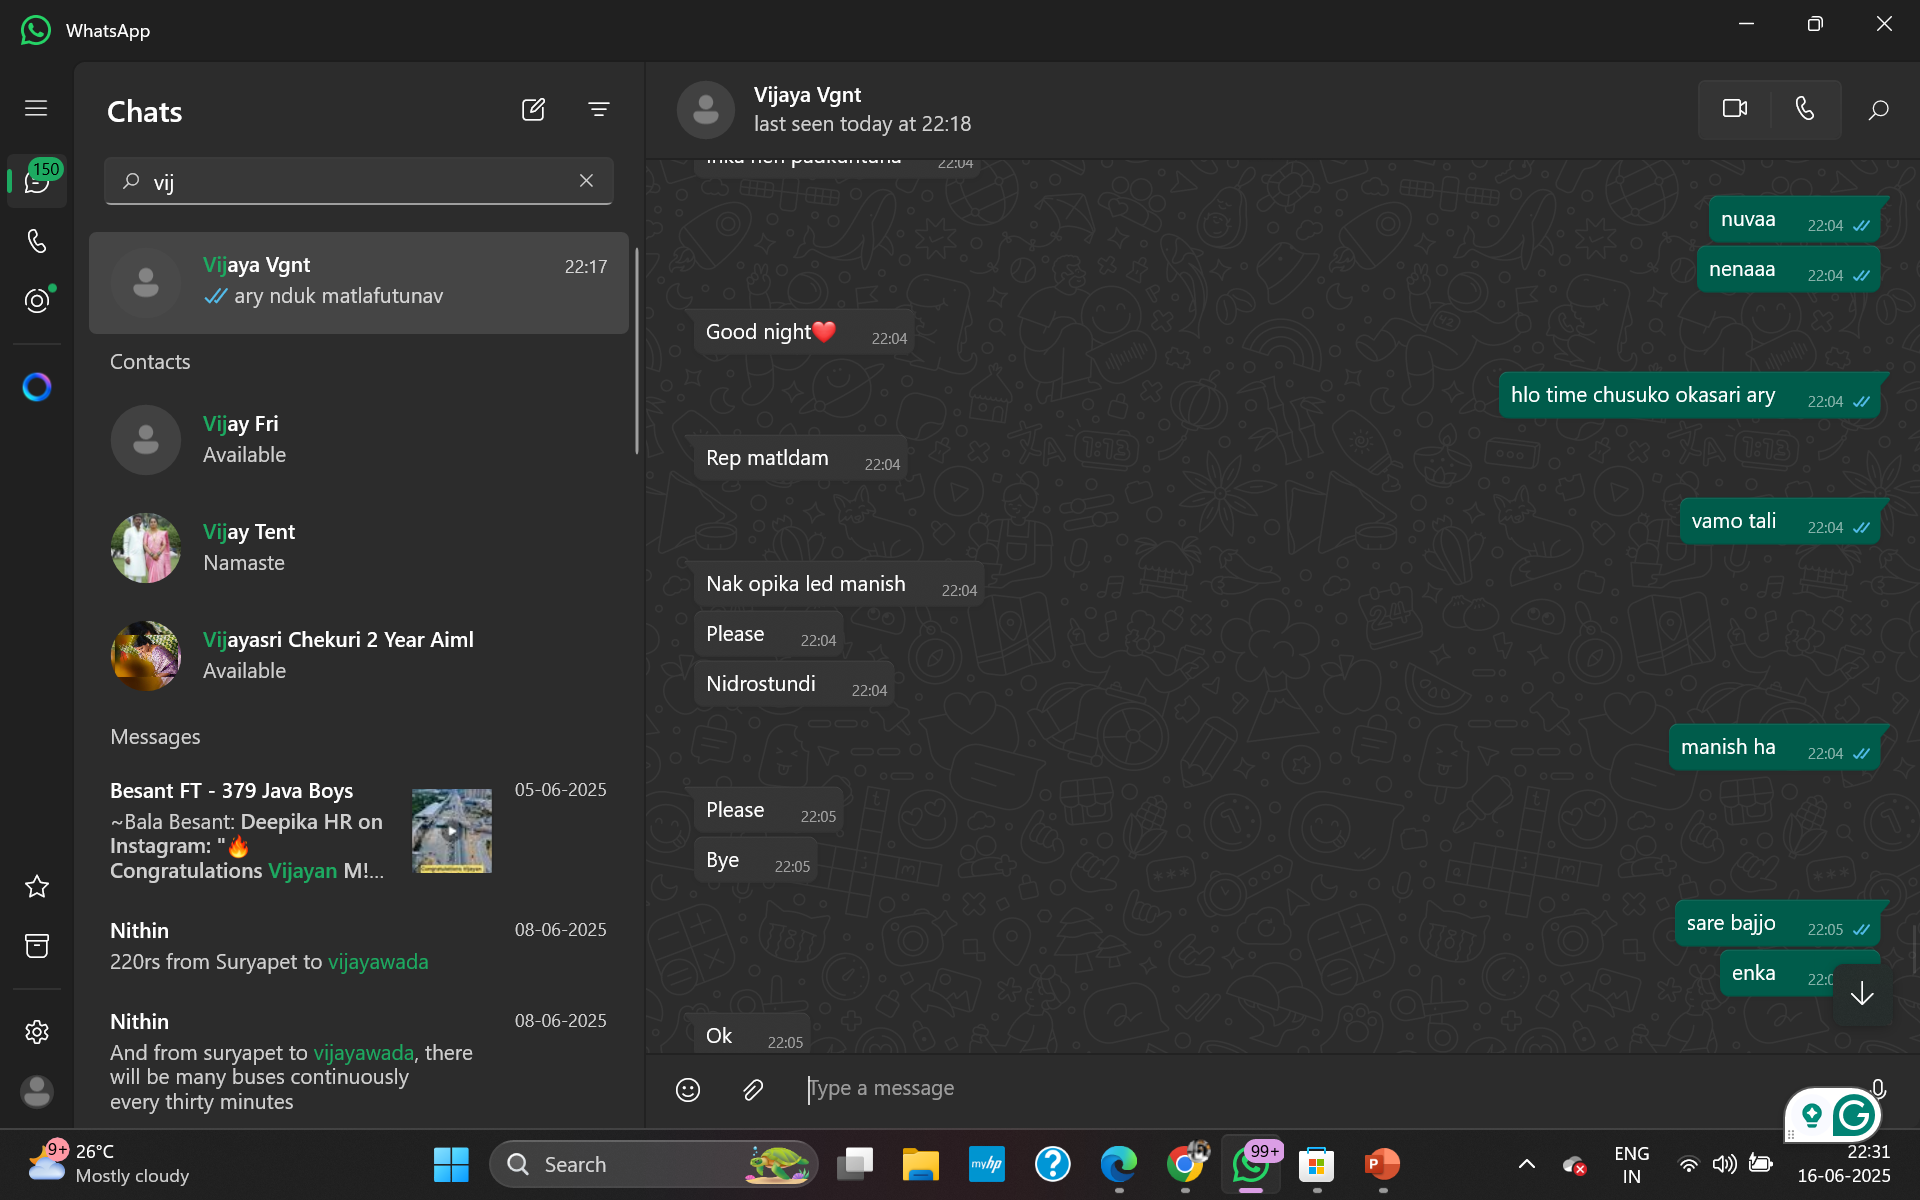 WhatsApp
150
Chats
vij
Vijaya Vgnt
22:17
ary nduk matlafutunav
Contacts
Vijay Fri
Available
Vijay Tent
Namaste
Vijayasri Chekuri 2 Year Aiml
Available
Messages
Besant FT - 379 Java Boys
05-06-2025
~Bala Besant: Deepika HR on
Instagram: "🔥
Congratulations Vijayan M!...
Congratulations Vijayan
Nithin
08-06-2025
220rs from Suryapet to vijayawada
Nithin
08-06-2025
And from suryapet to vijayawada, there
will be many buses continuously
every thirty minutes
Vijaya Vgnt
last seen today at 22:18
22:04
nuvaa 22:04
nenaaa 22:04
Good night❤️ 22:04
hlo time chusuko okasari ary 22:04
Rep matldam 22:04
vamo tali 22:04
Nak opika led manish 22:04
Please 22:04
Nidrostundi 22:04
manish ha 22:04
Please 22:05
Bye 22:05
sare bajjo 22:05
enka
Ok 22:05
Type a message
9+
26°C
Mostly cloudy
Search
myhp
99+
ENG
IN
22:31
16-06-2025